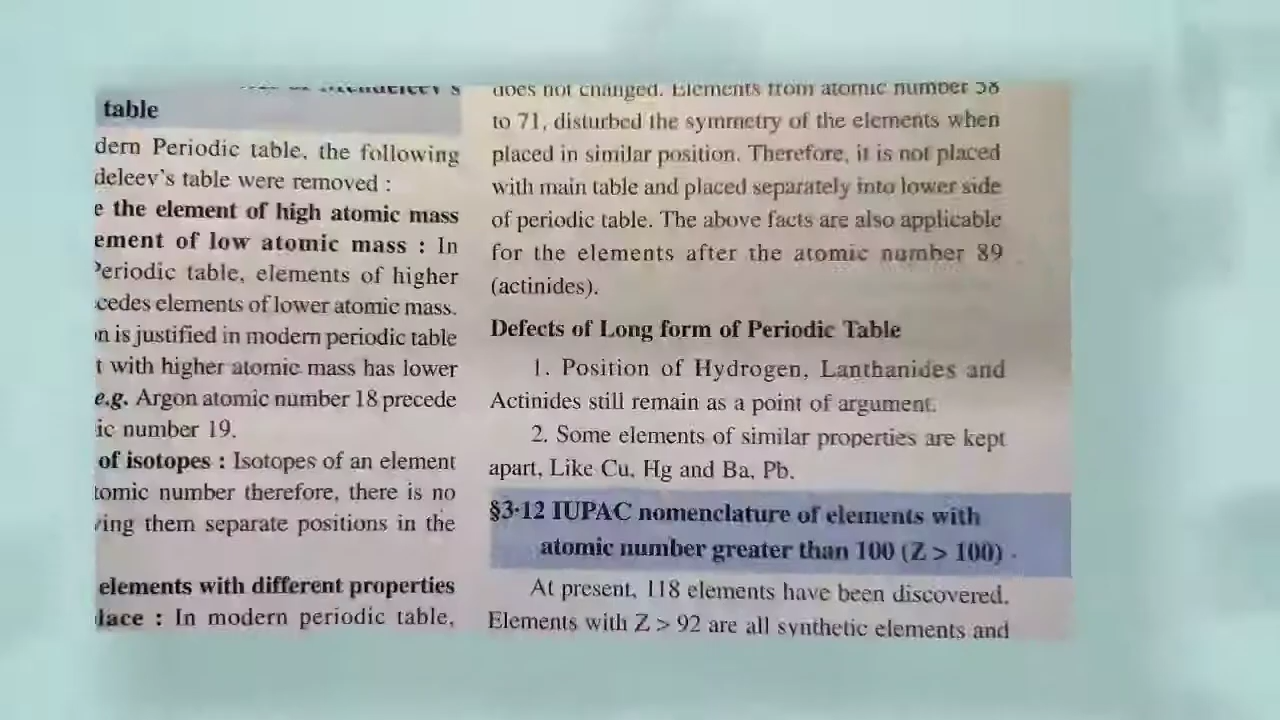 table
dern Periodic table, the following
deleev's table were removed :
e the element of high atomic mass
ement of low atomic mass : In
Periodic table, elements of higher
cedes elements of lower atomic mass.
n is justified in modern periodic table
t with higher atomic mass has lower
e.g. Argon atomic number 18 precede
ic number 19.
of isotopes : Isotopes of an element
tomic number therefore, there is no
ving them separate positions in the
elements with different properties
lace : In modern periodic table,
does not changed. Elements from atomic number 58
to 71, disturbed the symmetry of the elements when
placed in similar position. Therefore, it is not placed
with main table and placed separately into lower side
of periodic table. The above facts are also applicable
for the elements after the atomic number 89
(actinides).
Defects of Long form of Periodic Table
1. Position of Hydrogen, Lanthanides and
Actinides still remain as a point of argument.
2. Some elements of similar properties are kept
apart, Like Cu, Hg and Ba, Pb.
§3·12 IUPAC nomenclature of elements with
atomic number greater than 100 (Z > 100)
At present, 118 elements have been discovered.
Elements with Z > 92 are all synthetic elements and